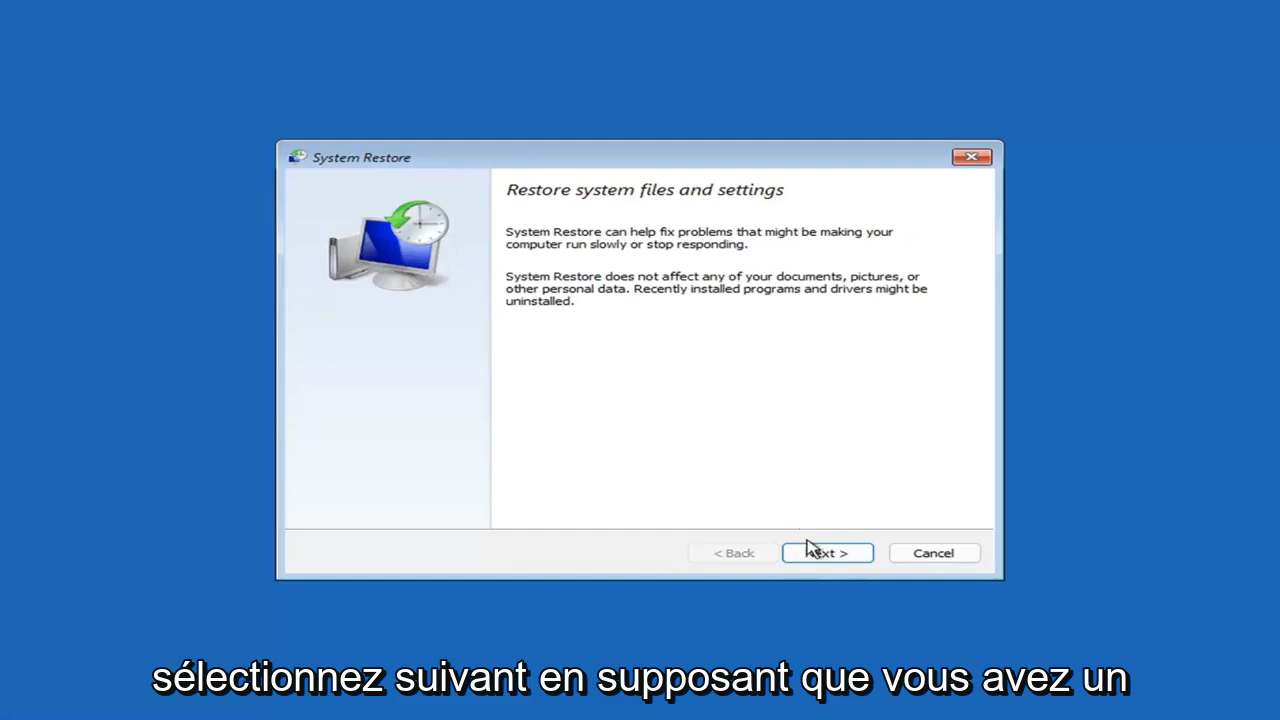 System Restore
Restore system files and settings
System Restore can help fix problems that might be making your
computer run slowly or stop responding.
System Restore does not affect any of your documents, pictures, or
other personal data. Recently installed programs and drivers might be
uninstalled.
< Back
Next >
Cancel
sélectionnez suivant en supposant que vous avez un